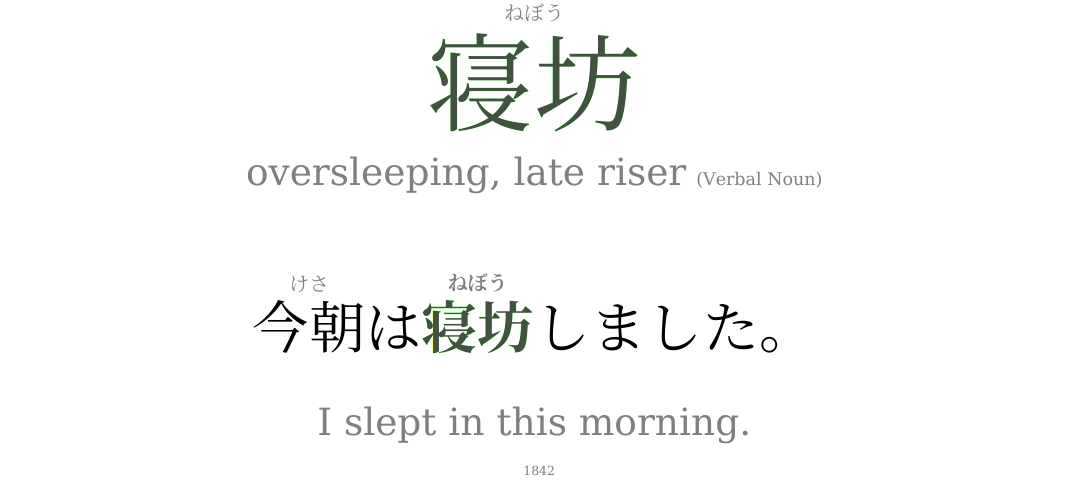 ねぼう
寝坊
oversleeping, late riser (Verbal Noun)
けさ ねぼう
今朝は寝坊しました。
I slept in this morning.
1842